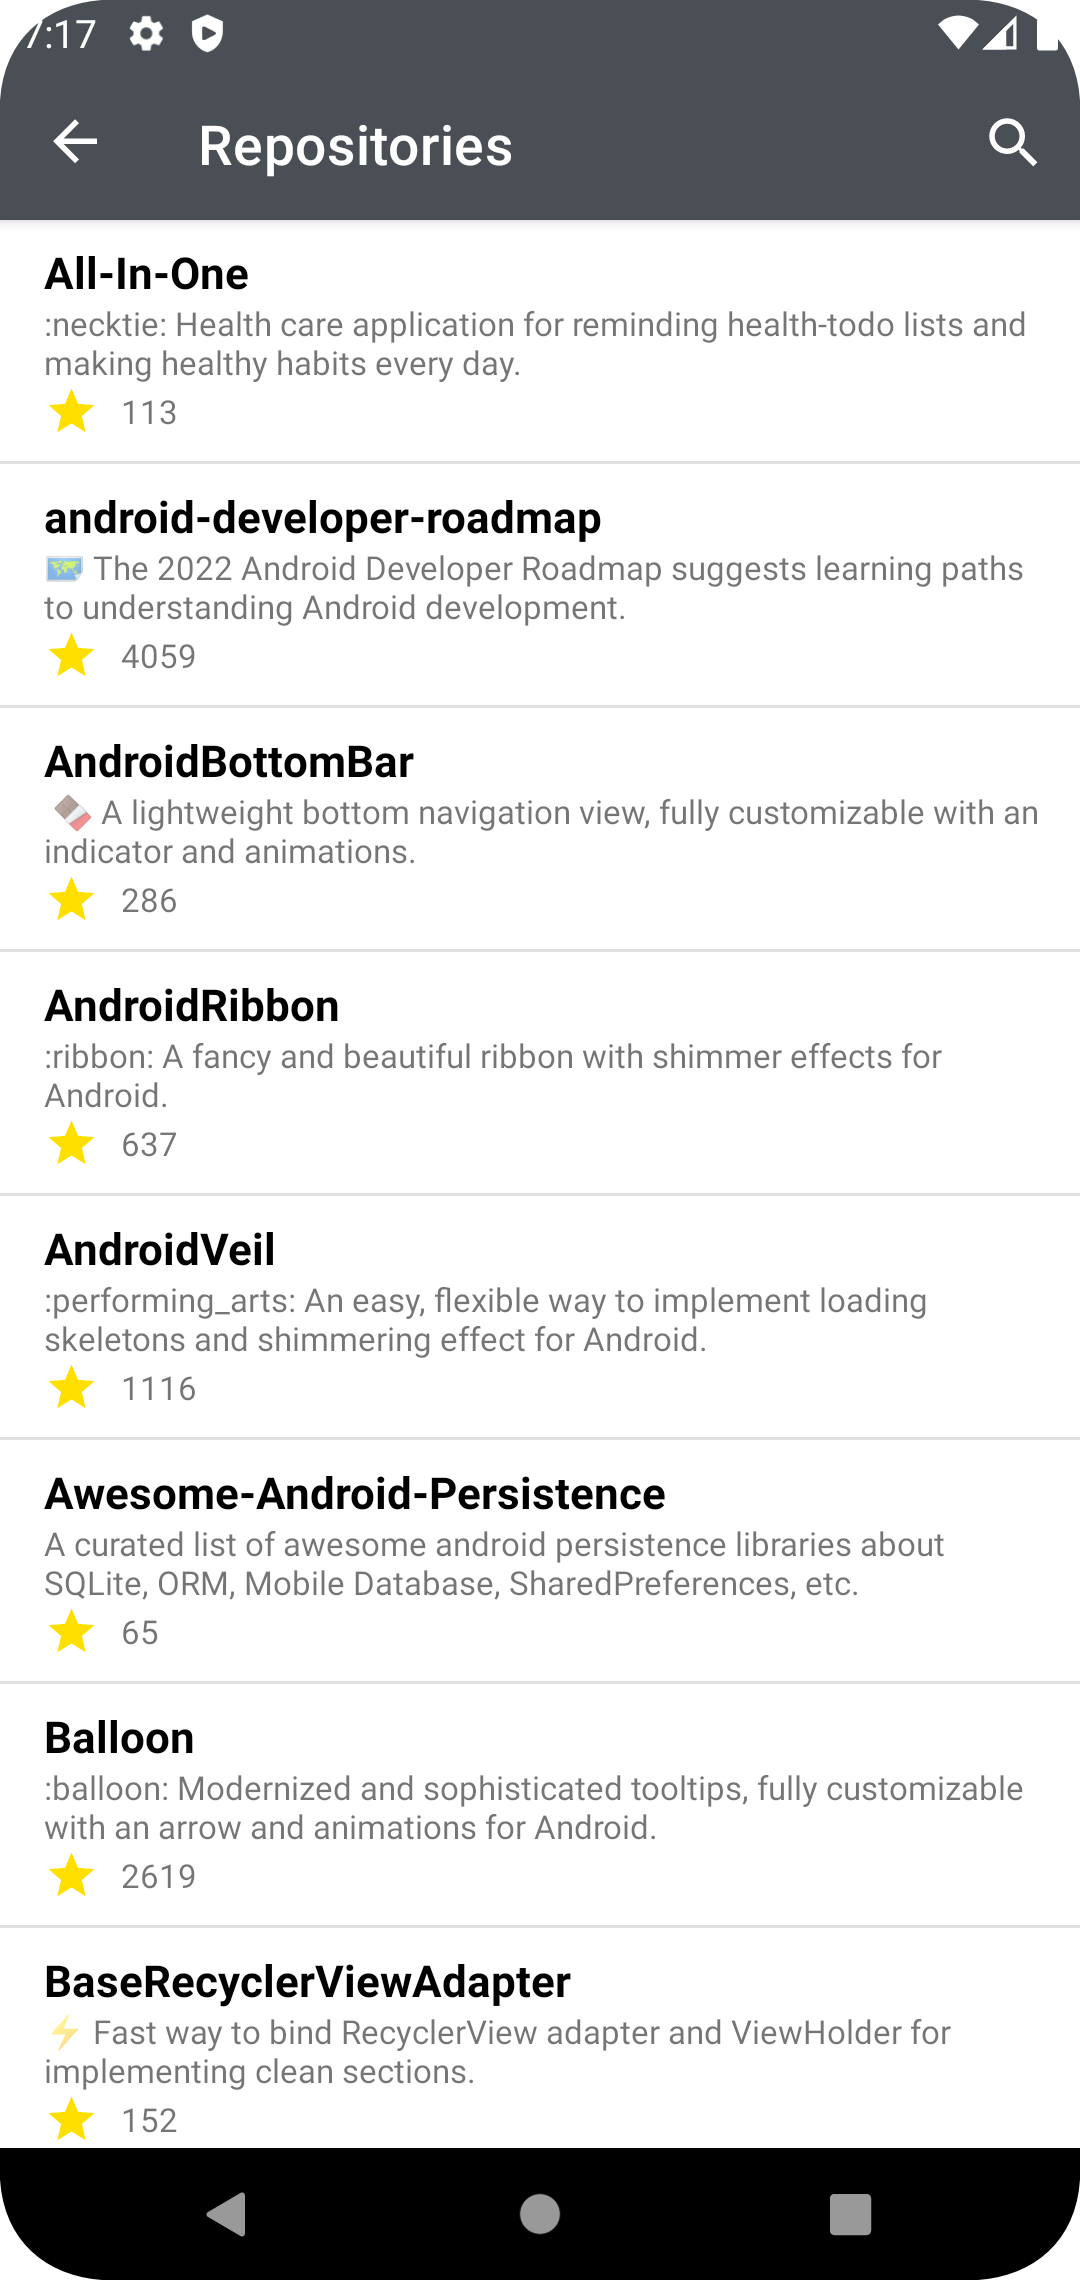 7:17
Repositories
All-In-One
:necktie: Health care application for reminding health-todo lists and
making healthy habits every day.
113
android-developer-roadmap
🗺️ The 2022 Android Developer Roadmap suggests learning paths
to understanding Android development.
4059
AndroidBottomBar
🍫 A lightweight bottom navigation view, fully customizable with an
indicator and animations.
286
AndroidRibbon
:ribbon: A fancy and beautiful ribbon with shimmer effects for
Android.
637
AndroidVeil
:performing_arts: An easy, flexible way to implement loading
skeletons and shimmering effect for Android.
1116
Awesome-Android-Persistence
A curated list of awesome android persistence libraries about
SQLite, ORM, Mobile Database, SharedPreferences, etc.
65
Balloon
:balloon: Modernized and sophisticated tooltips, fully customizable
with an arrow and animations for Android.
2619
BaseRecyclerViewAdapter
⚡ Fast way to bind RecyclerView adapter and ViewHolder for
implementing clean sections.
152